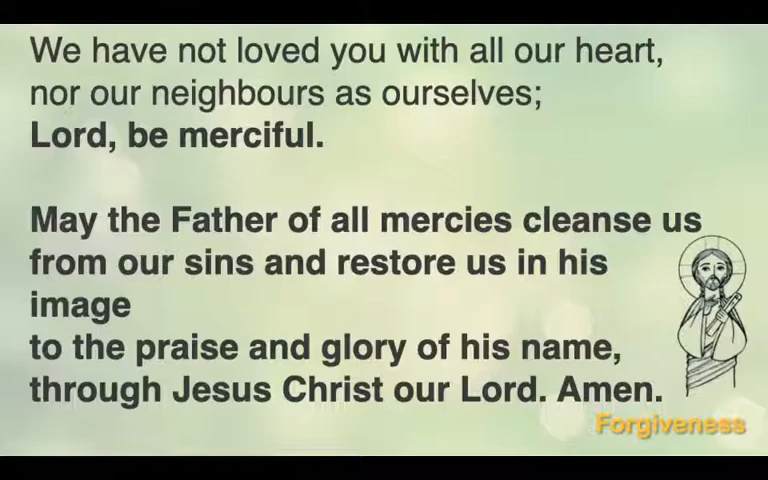 We have not loved you with all our heart,
nor our neighbours as ourselves;
Lord, be merciful.
May the Father of all mercies cleanse us
from our sins and restore us in his
image
to the praise and glory of his name,
through Jesus Christ our Lord. Amen.
Forgiveness